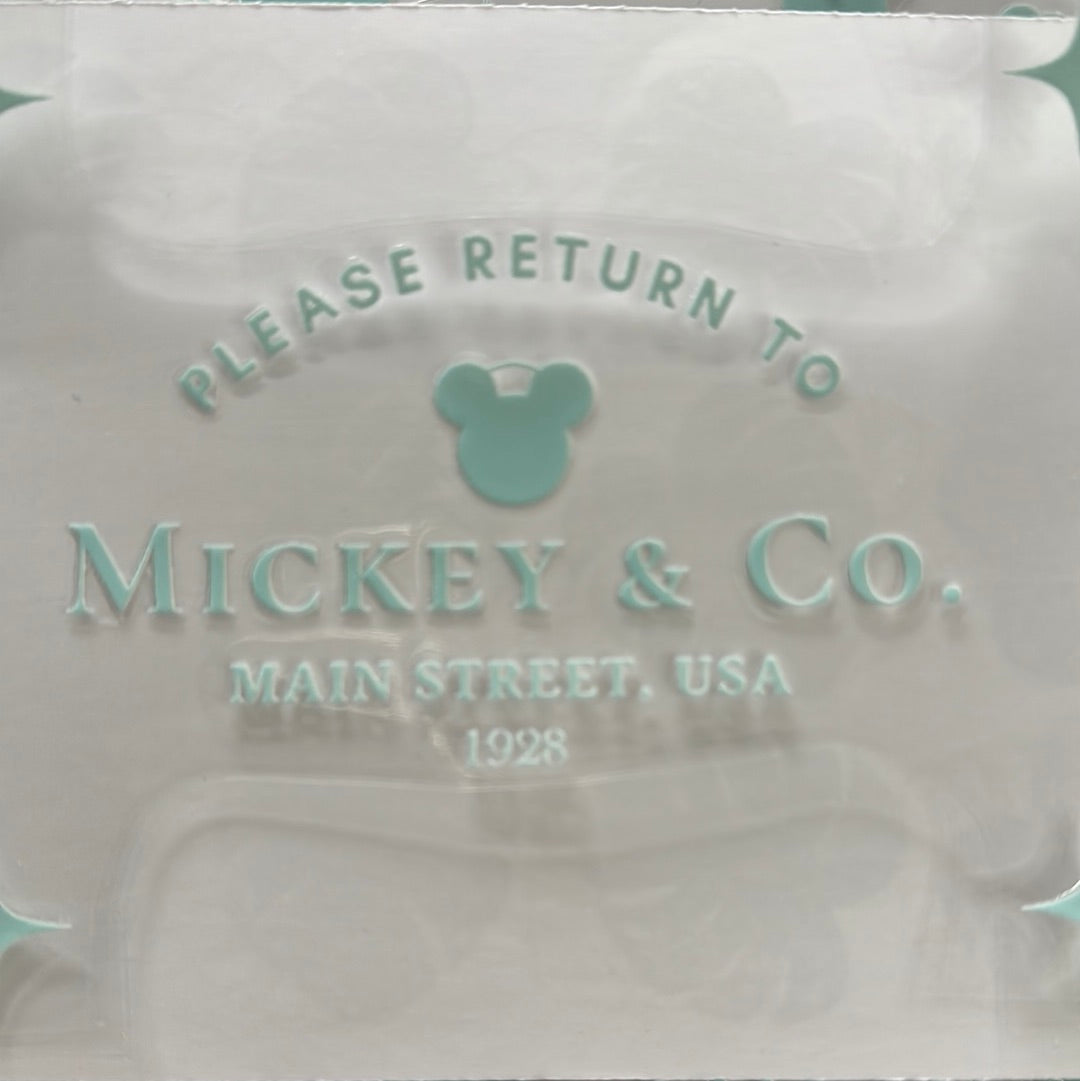 PLEASE RETURN TO
MICKEY & CO.
MAIN STREET, USA
1928